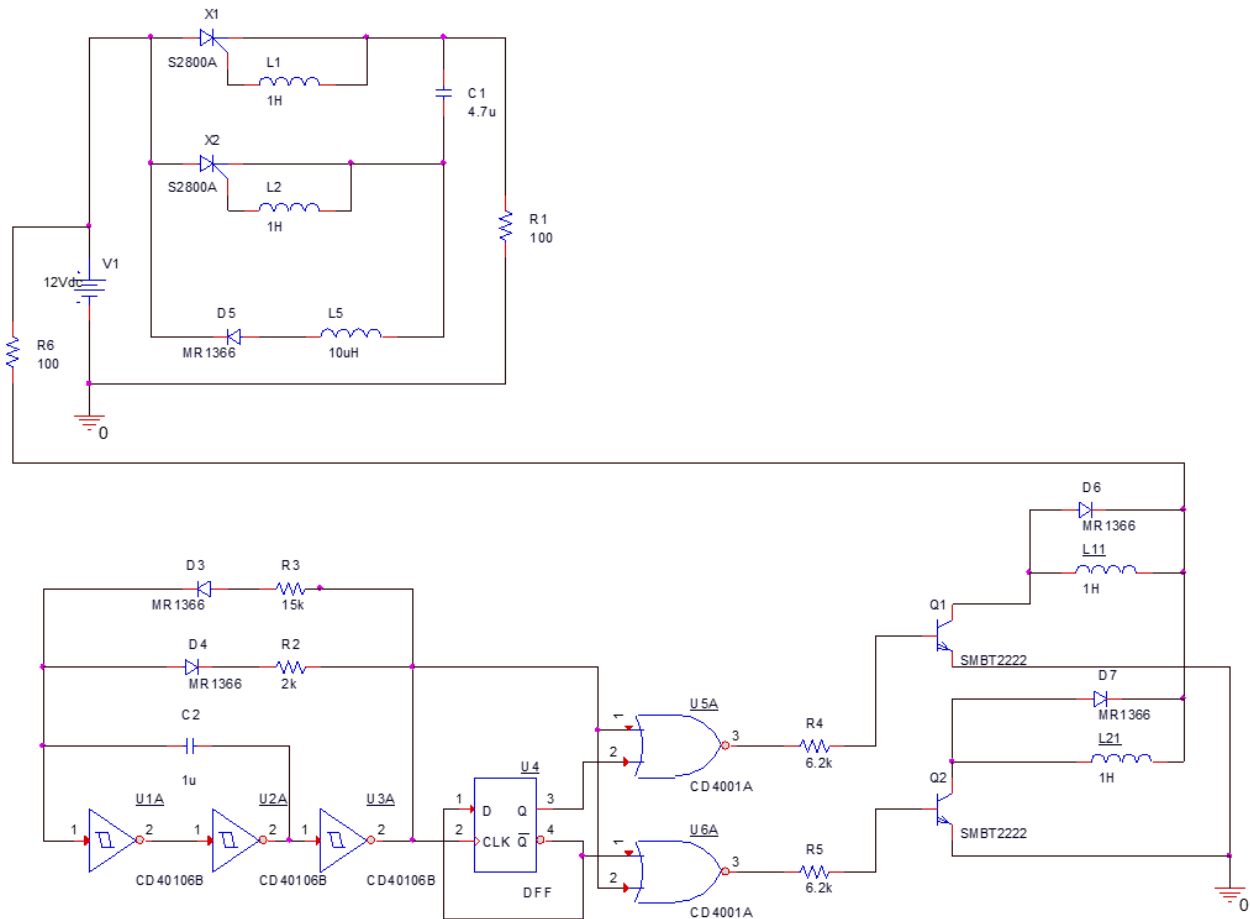 X1
S2800A
L1
1H
C1
4.7u
X2
S2800A
L2
1H
R1
100
V1
12Vdc
D5
MR1366
L5
10uH
R6
100
0
D6
MR1366
L11
1H
D3
MR1366
R3
15k
Q1
SMBT2222
D4
MR1366
R2
2k
D7
MR1366
U5A
1
2
3
CD4001A
R4
6.2k
C2
1u
L21
1H
U1A
1
2
CD40106B
U2A
1
2
CD40106B
U3A
1
2
CD40106B
U4
1
D
Q
3
2
CLK
Q
4
DFF
U6A
1
2
3
CD4001A
R5
6.2k
Q2
SMBT2222
0